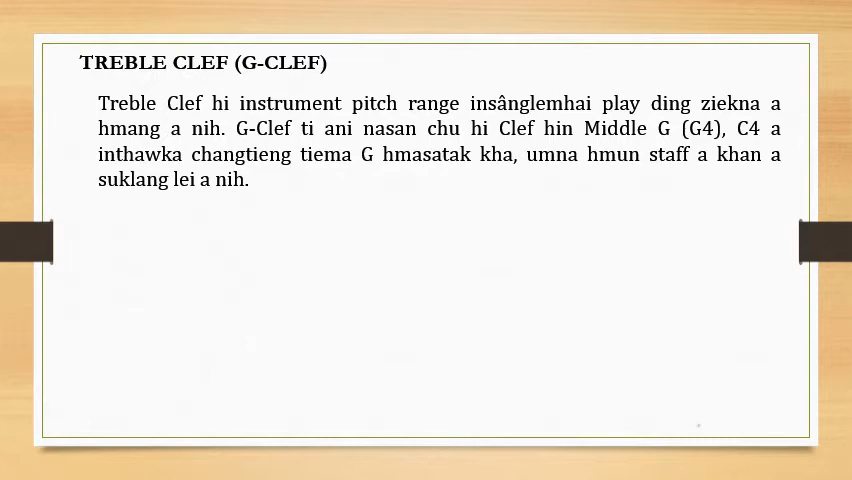 TREBLE CLEF (G-CLEF)
Treble Clef hi instrument pitch range insânglemhai play ding ziekna a
hmang a nih. G-Clef ti ani nasan chu hi Clef hin Middle G (G4), C4 a
inthawka changtieng tiema G hmasatak kha, umna hmun staff a khan a
suklang lei a nih.